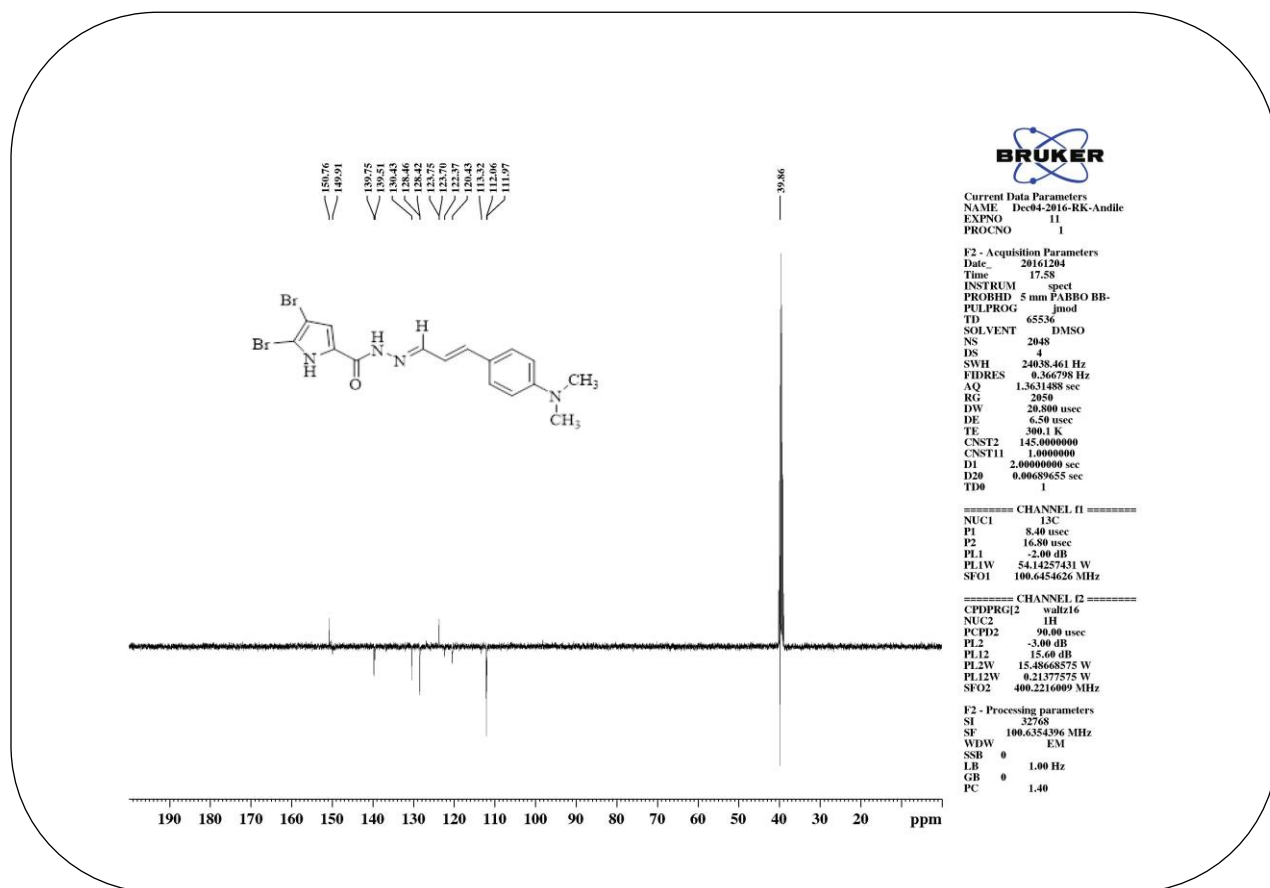 150.76
149.91
139.75
139.51
130.43
128.46
128.42
123.75
123.70
122.37
120.43
113.32
112.06
111.97
39.86
Br
Br
N
H
O
H
N
N
H
N
CH3
CH3
BRUKER
Current Data Parameters
NAME Dec04-2016-RK-Andile
EXPNO 11
PROCNO 1
F2 - Acquisition Parameters
Date_ 20161204
Time 17.58
INSTRUM spect
PROBHD 5 mm PABBO BB-
PULPROG jmod
TD 65536
SOLVENT DMSO
NS 2048
DS 4
SWH 24038.461 Hz
FIDRES 0.366798 Hz
AQ 1.3631488 sec
RG 2050
DW 20.800 usec
DE 6.50 usec
TE 300.1 K
CNST2 145.0000000
CNST11 1.0000000
D1 2.00000000 sec
D20 0.00689655 sec
TD0 1
======== CHANNEL f1 ========
NUC1 13C
P1 8.40 usec
P2 16.80 usec
PL1 -2.00 dB
PL1W 54.14257431 W
SFO1 100.6454626 MHz
======== CHANNEL f2 ========
CPDPRG[2 waltz16
NUC2 1H
PCPD2 90.00 usec
PL2 -3.00 dB
PL12 15.60 dB
PL2W 15.48668575 W
PL12W 0.21377575 W
SFO2 400.2216009 MHz
F2 - Processing parameters
SI 32768
SF 100.6354396 MHz
WDW EM
SSB 0
LB 1.00 Hz
GB 0
PC 1.40
190 180 170 160 150 140 130 120 110 100 90 80 70 60 50 40 30 20 ppm